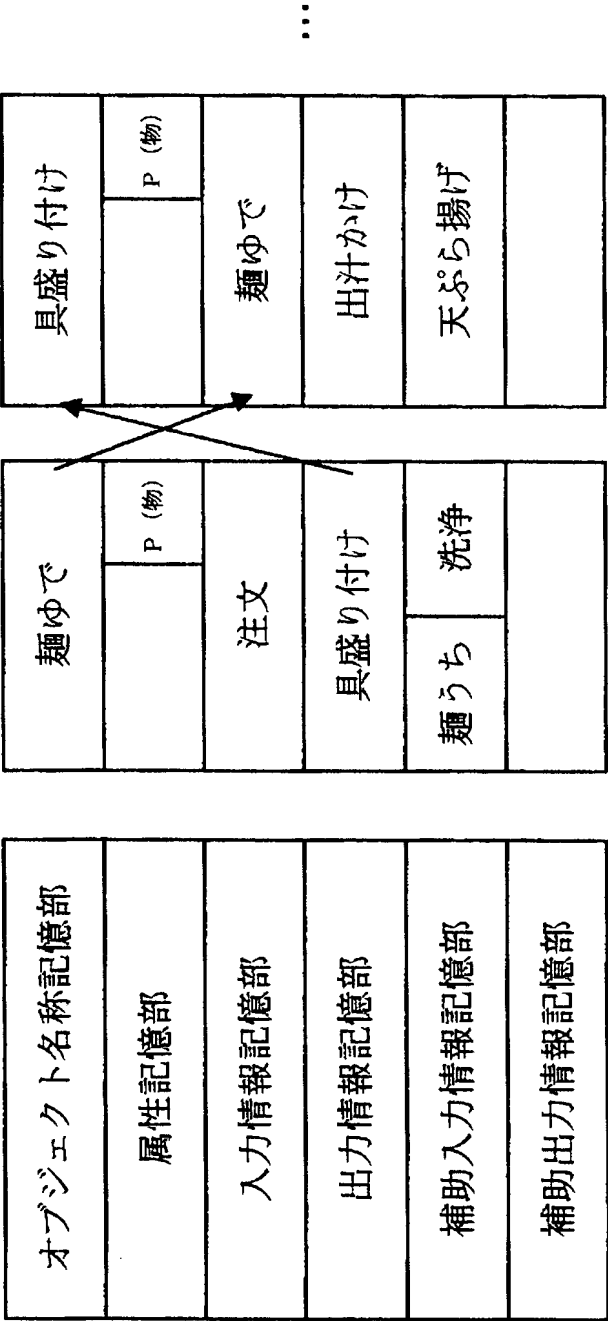 オブジェクト名称記憶部
属性記憶部
入力情報記憶部
出力情報記憶部
補助入力情報記憶部
補助出力情報記憶部
麺ゆで
P (物)
注文
具盛り付け
麺うち 洗浄
具盛り付け
P (物)
麺ゆで
出汁かけ
天ぷら揚げ
…